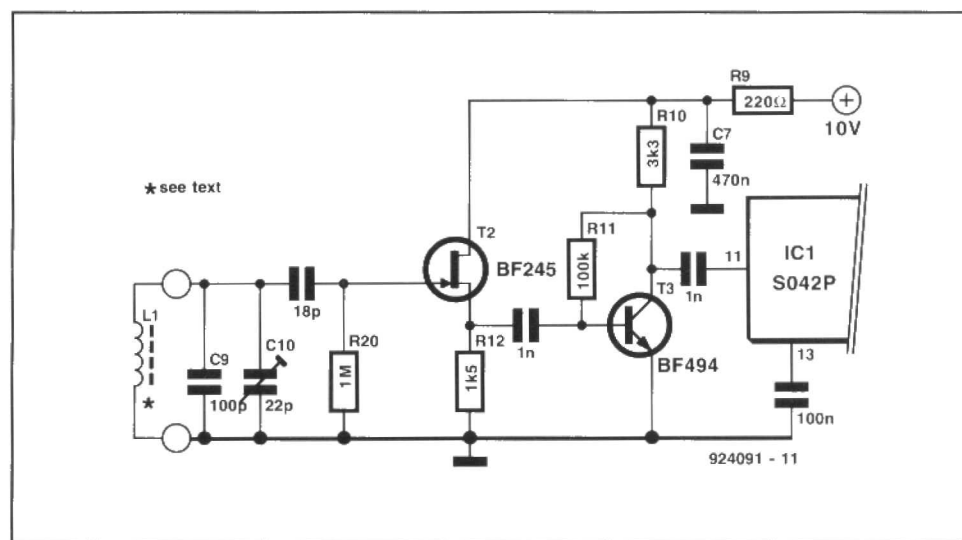 R9
220Ω
+
10V
R10
3k3
C7
470n
* see text
T2
BF245
R11
100k
11
IC1
S042P
1n
T3
18p
L1
*
C9
100p
C10
22p
R20
1M
R12
1k5
1n
BF494
13
100n
924091 - 11